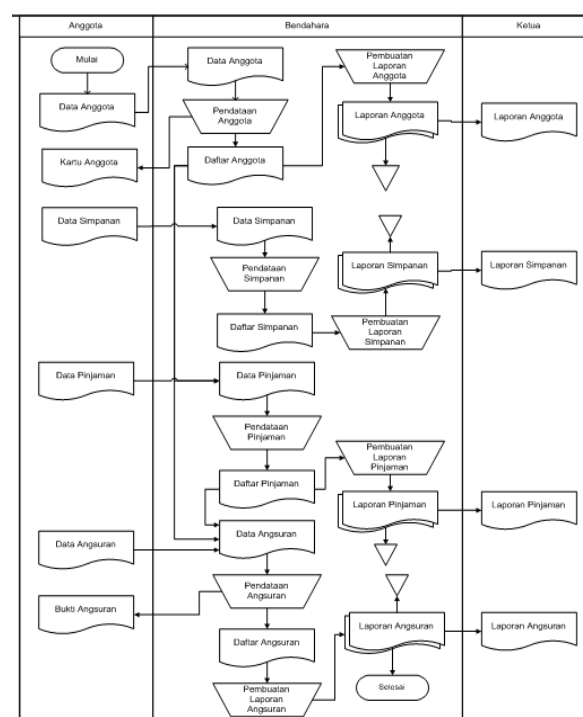 Anggota
Bendahara
Ketua
Mulai
Data Anggota
Data Anggota
Pendataan
Anggota
Pembuatan
Laporan
Anggota
Laporan Anggota
Laporan Anggota
Kartu Anggota
Daftar Anggota
Data Simpanan
Data Simpanan
Pendataan
Simpanan
Daftar Simpanan
Pembuatan
Laporan
Simpanan
Laporan Simpanan
Laporan Simpanan
Data Pinjaman
Data Pinjaman
Pendataan
Pinjaman
Daftar Pinjaman
Pembuatan
Laporan
Pinjaman
Laporan Pinjaman
Laporan Pinjaman
Data Angsuran
Data Angsuran
Pendataan
Angsuran
Bukti Angsuran
Daftar Angsuran
Pembuatan
Laporan
Angsuran
Laporan Angsuran
Laporan Angsuran
Selesai